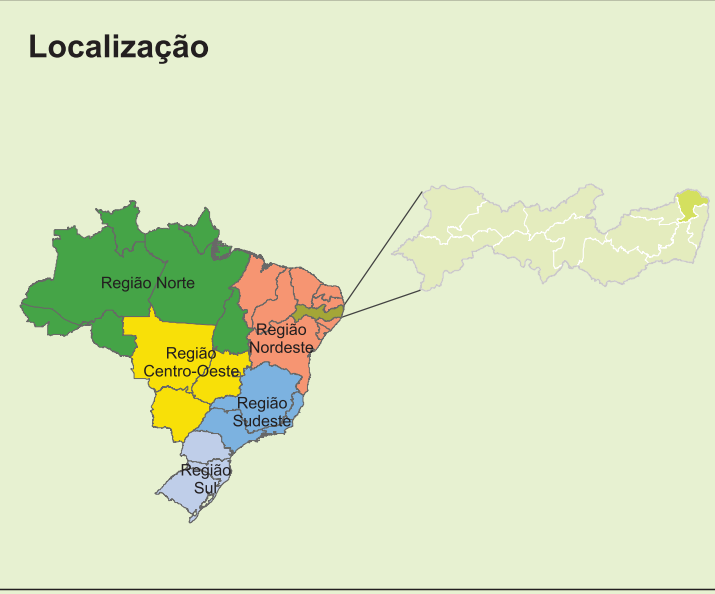 Localização
Região Norte
Região
Nordeste
Região
Centro-Oeste
Região
Sudeste
Região
Sul